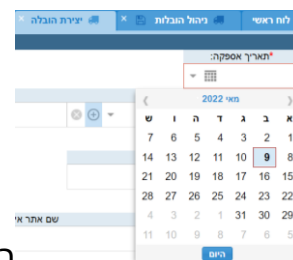 לוח ראשי ניהול הובלות × יצירת הובלה ×
*תאריך אספקה:
מאי 2022
א ב ג ד ה ו ש
1 2 3 4 5 6 7
8 9 10 11 12 13 14
15 16 17 18 19 20 21
22 23 24 25 26 27 28
29 30 31 1 2 3 4
5 6 7 8 9 10 11
היום
שם אתר